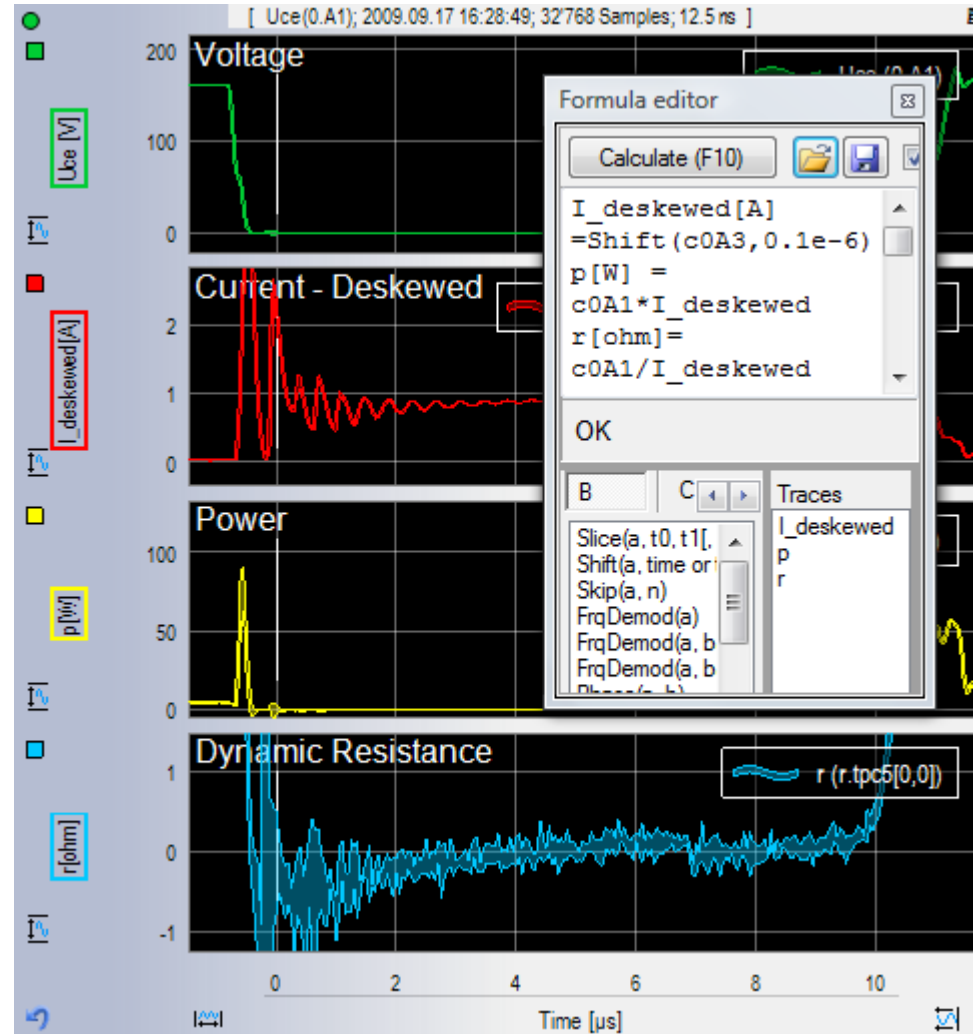 [ Uce(0.A1); 2009.09.17 16:28:49; 32'768 Samples; 12.5 ns ]
Voltage
Uce [V]
200
100
0
Uce (0.A1)
Current - Deskewed
I_deskewed[A]
2
1
0
Power
p[W]
100
50
0
Dynamic Resistance
r[ohm]
1
0
-1
r (r.tpc5[0,0])
0 2 4 6 8 10
Time [µs]
Formula editor
Calculate (F10)
I_deskewed[A]
=Shift(c0A3,0.1e-6)
p[W] =
c0A1*I_deskewed
r[ohm]=
c0A1/I_deskewed
OK
B C
Slice(a, t0, t1[,
Shift(a, time or
Skip(a, n)
FrqDemod(a)
FrqDemod(a, b
FrqDemod(a, b
Traces
I_deskewed
p
r